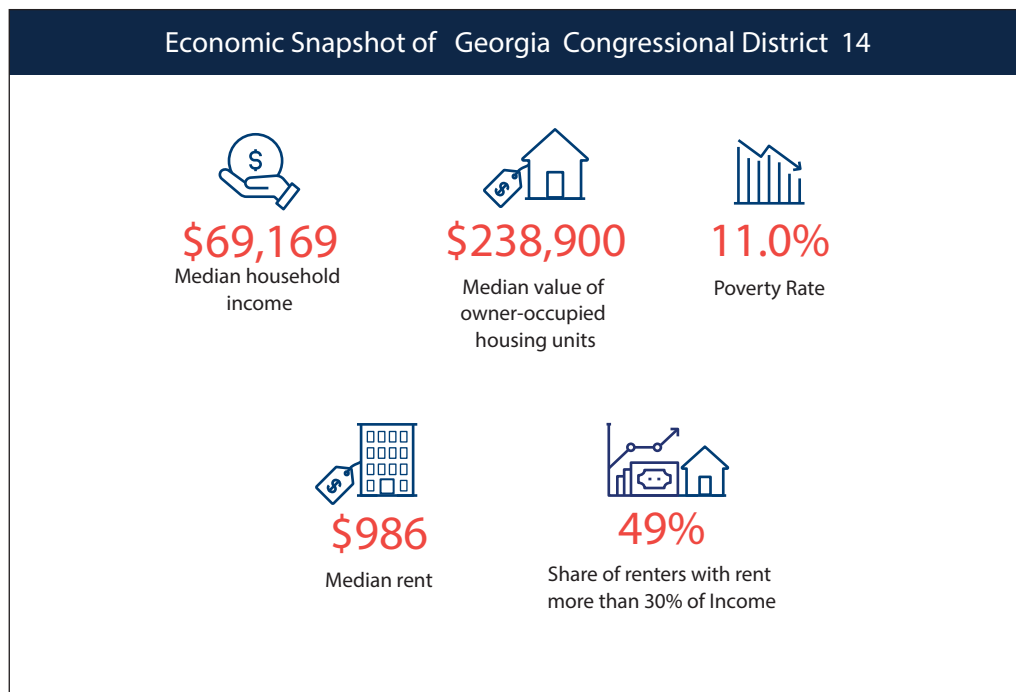 Economic Snapshot of Georgia Congressional District 14
$
$
$69,169
$238,900
11.0%
Median household
income
Median value of
owner-occupied
housing units
Poverty Rate
$
$986
49%
Median rent
Share of renters with rent
more than 30% of Income